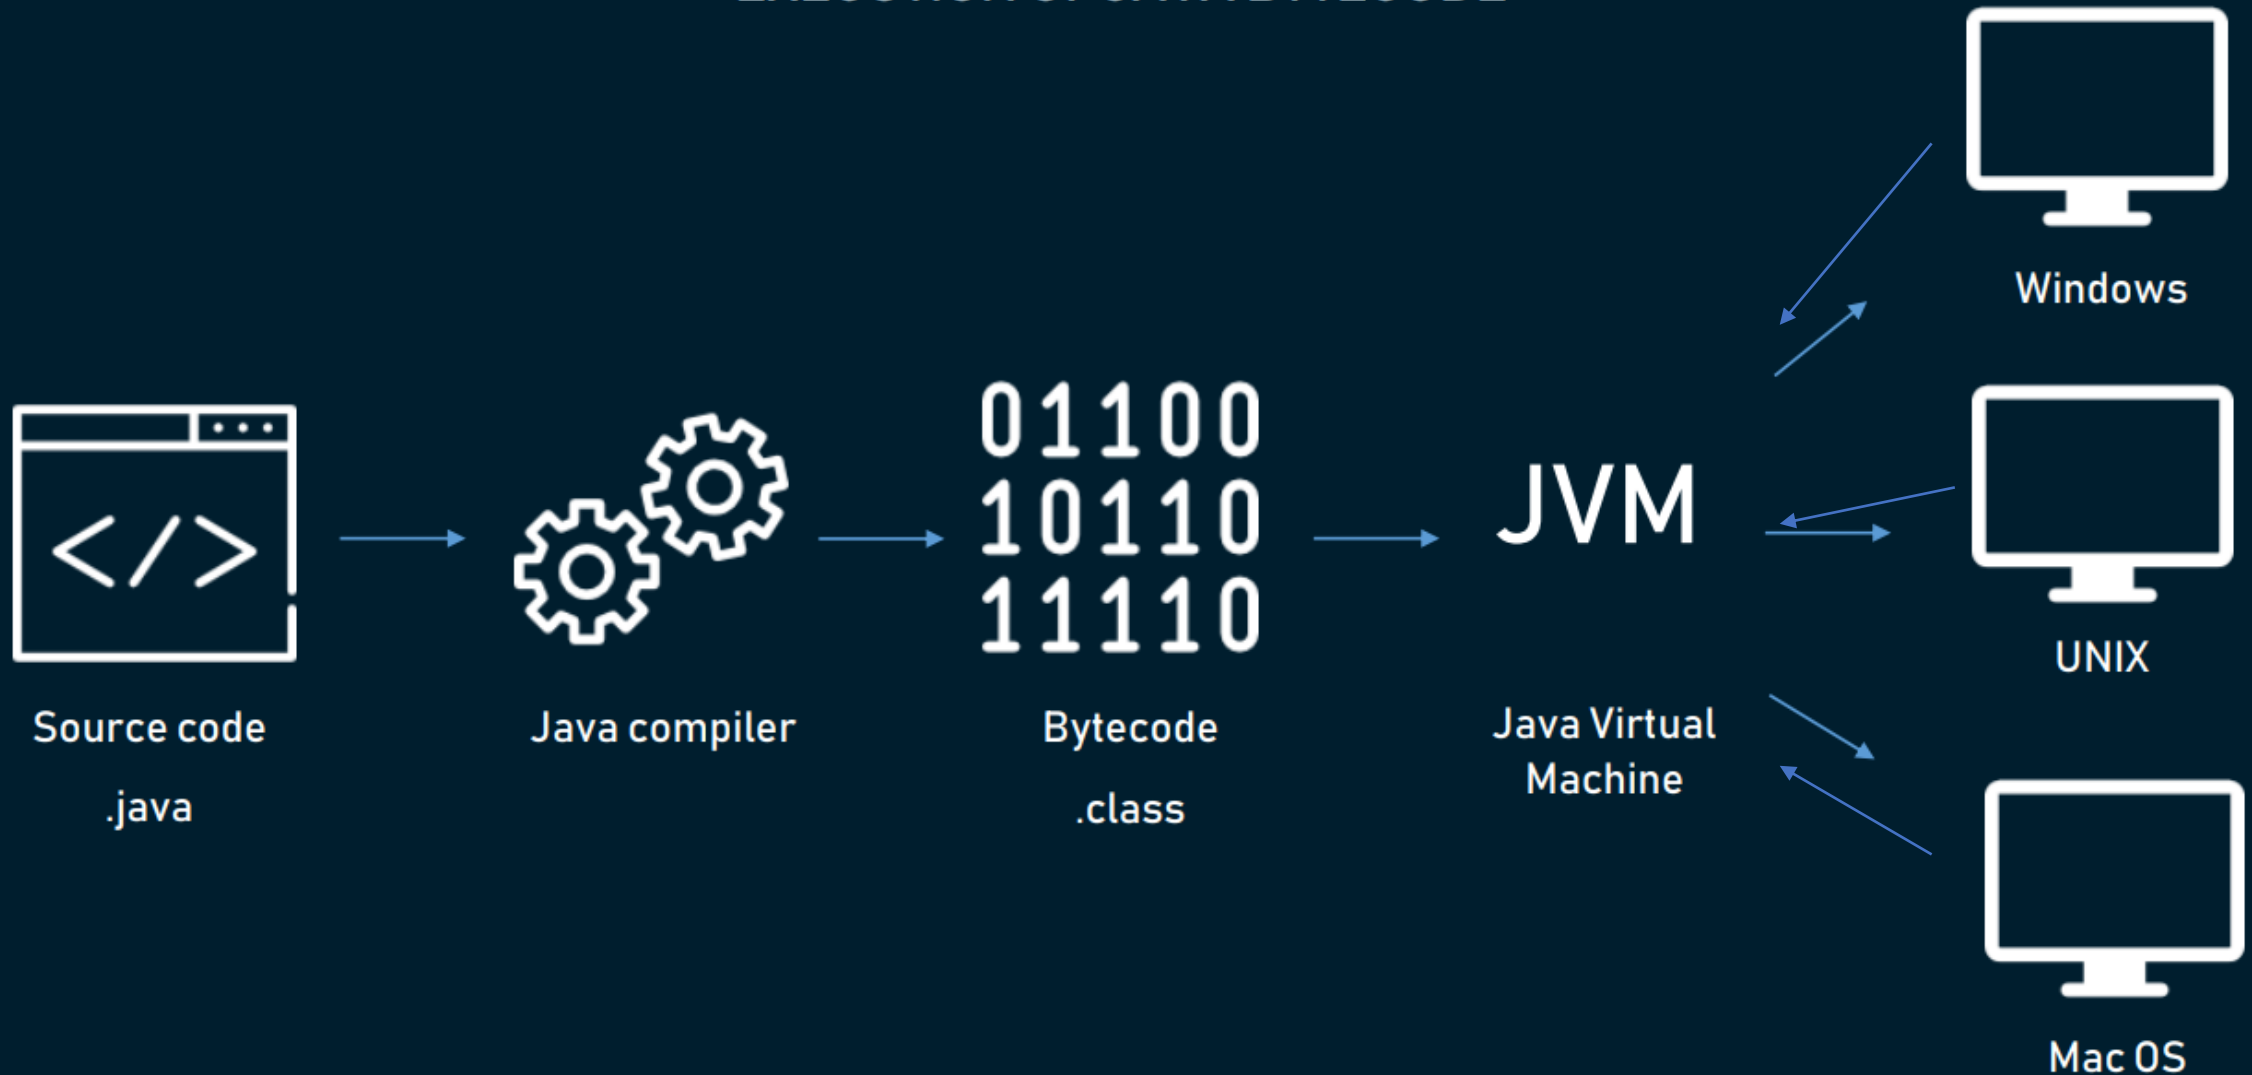 </>
Source code
.java
Java compiler
01100
10110
11110
Bytecode
.class
JVM
Java Virtual
Machine
Windows
UNIX
Mac OS